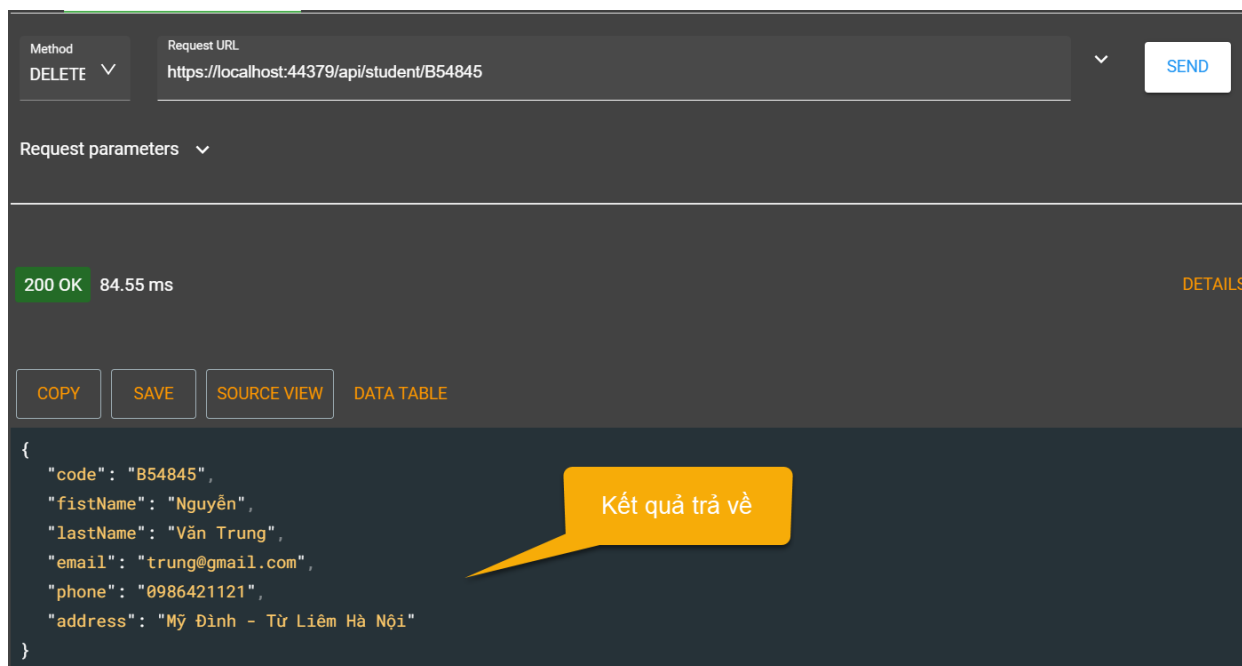 Method
DELETE
Request URL
https://localhost:44379/api/student/B54845
SEND
Request parameters
200 OK 84.55 ms
DETAILS
COPY SAVE SOURCE VIEW DATA TABLE
{
"code": "B54845",
"fistName": "Nguyễn",
"lastName": "Văn Trung",
"email": "trung@gmail.com",
"phone": "0986421121",
"address": "Mỹ Đình - Từ Liêm Hà Nội"
}
Kết quả trả về